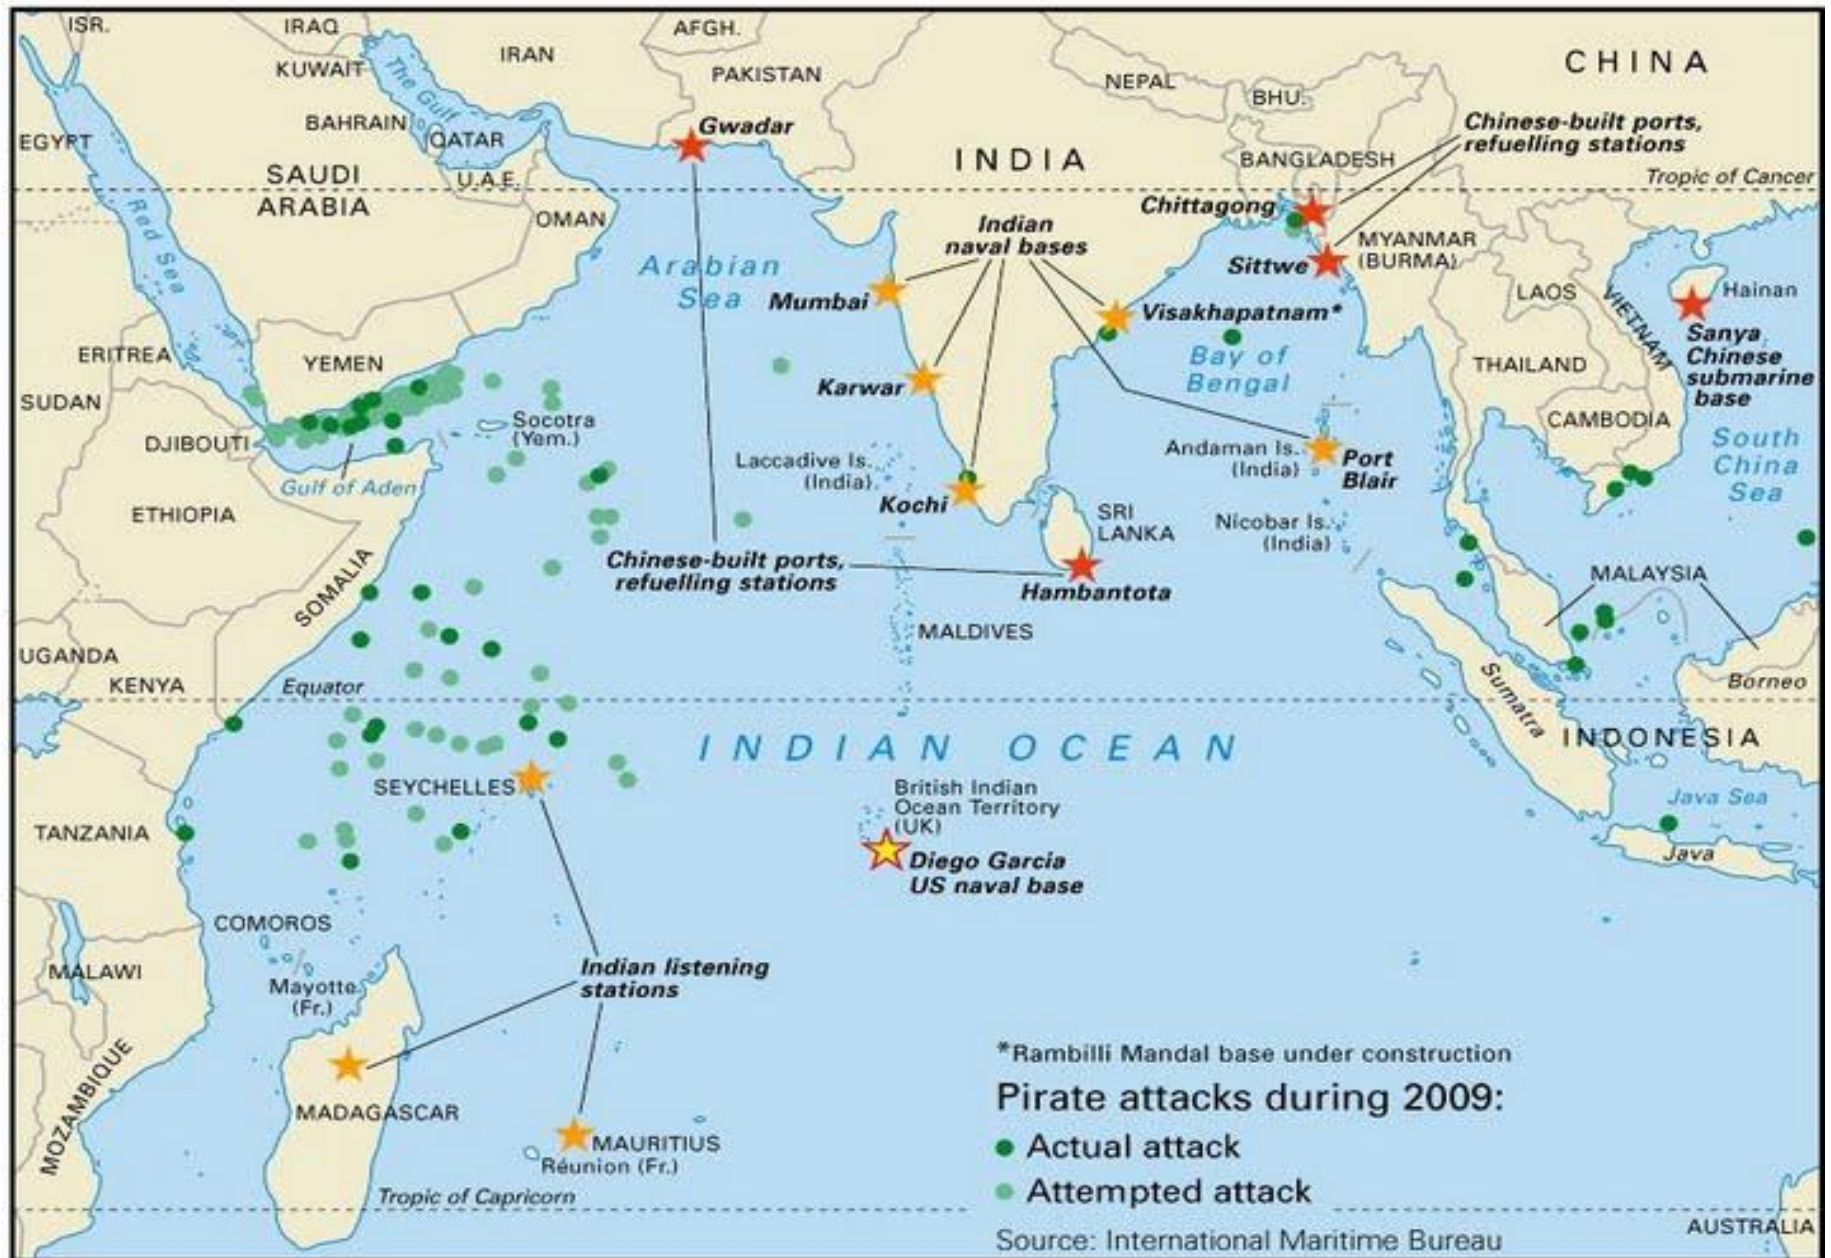 ISR.
IRAQ
AFGH.
IRAN
KUWAIT
The Gulf
PAKISTAN
NEPAL
BHU.
CHINA
EGYPT
BAHRAIN
QATAR
Gwadar
INDIA
BANGLADESH
Chinese-built ports,
refuelling stations
SAUDI
ARABIA
U.A.E.
Tropic of Cancer
Red Sea
OMAN
Chittagong
Indian
naval bases
MYANMAR
(BURMA)
Arabian
Sea
Sittwe
Mumbai
LAOS
VIETNAM
Hainan
Visakhapatnam*
Sanya
Chinese
submarine
base
ERITREA
YEMEN
Bay of
Bengal
THAILAND
Karwar
SUDAN
DJIBOUTI
Socotra
(Yem.)
CAMBODIA
Gulf of Aden
Laccadive Is.
(India)
Andaman Is.
(India)
Port
Blair
South
China
Sea
Kochi
ETHIOPIA
SRI
LANKA
Nicobar Is.
(India)
SOMALIA
Chinese-built ports,
refuelling stations
Hambantota
MALAYSIA
MALDIVES
UGANDA
KENYA
Equator
Sumatra
Borneo
INDIAN OCEAN
INDONESIA
SEYCHELLES
British Indian
Ocean Territory
(UK)
Java Sea
TANZANIA
Diego Garcia
US naval base
Java
COMOROS
MALAWI
Mayotte
(Fr.)
Indian listening
stations
MOZAMBIQUE
MADAGASCAR
MAURITIUS
Réunion (Fr.)
Tropic of Capricorn
*Rambilli Mandal base under construction
Pirate attacks during 2009:
Actual attack
Attempted attack
Source: International Maritime Bureau
AUSTRALIA